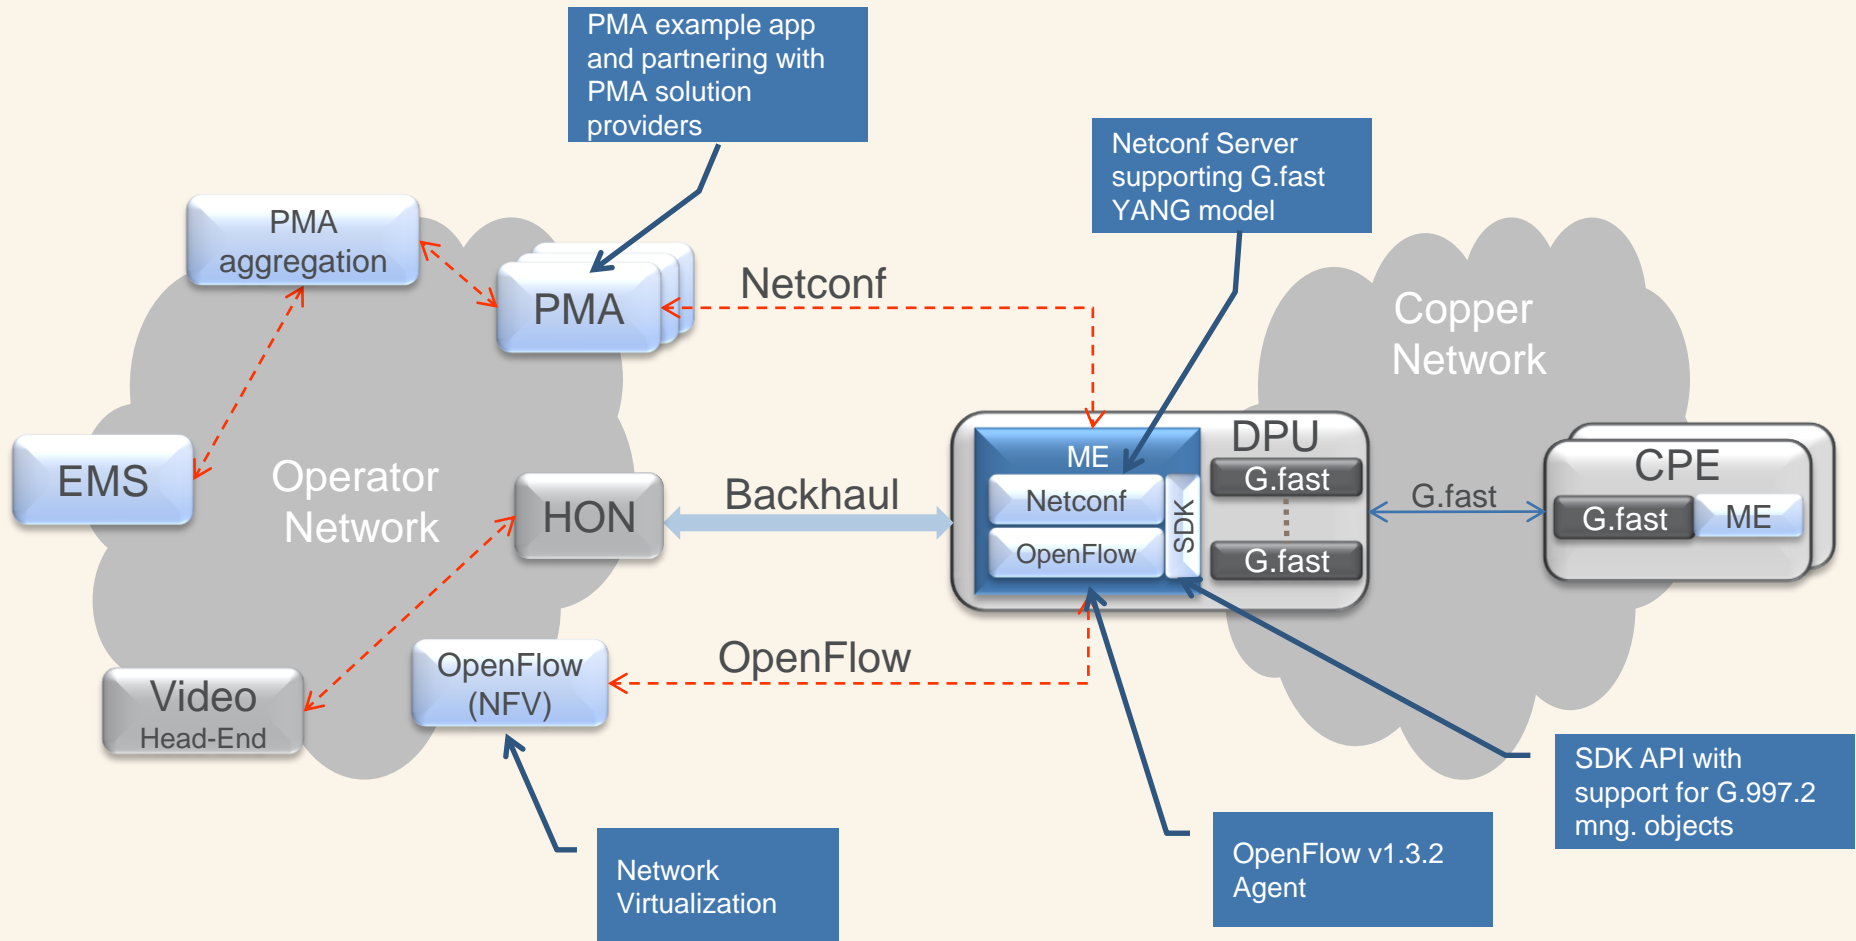 PMA example app
and partnering with
PMA solution
providers
Netconf Server
supporting G.fast
YANG model
PMA
aggregation
PMA
Netconf
Copper
Network
EMS
Operator
Network
HON
Backhaul
ME
Netconf
OpenFlow
SDK
DPU
G.fast
G.fast
G.fast
CPE
G.fast
ME
Video
Head-End
OpenFlow
(NFV)
OpenFlow
SDK API with
support for G.997.2
mng. objects
OpenFlow v1.3.2
Agent
Network
Virtualization